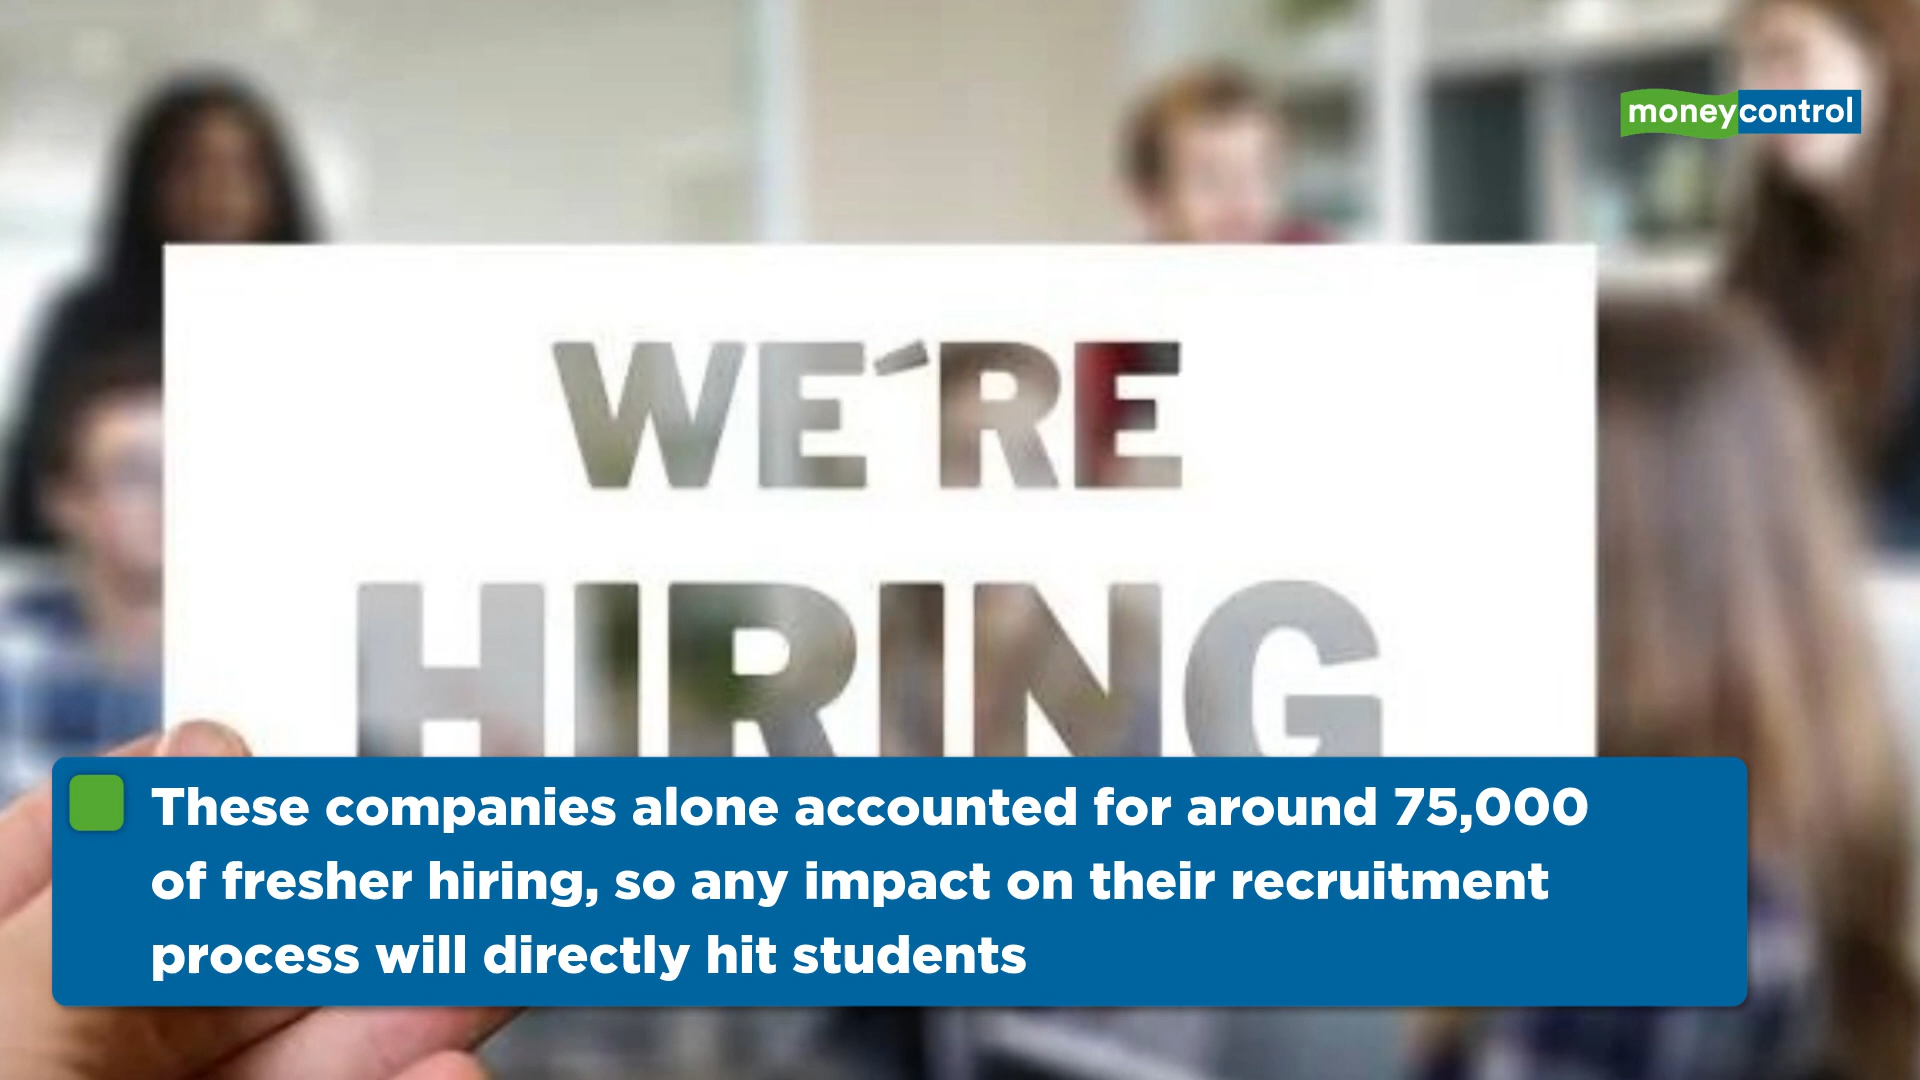 moneycontrol
WE´RE
HIRING
These companies alone accounted for around 75,000
of fresher hiring, so any impact on their recruitment
process will directly hit students